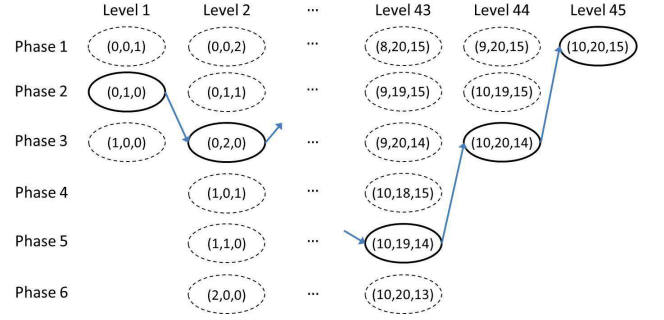 Level 1 Level 2 ... Level 43 Level 44 Level 45
Phase 1 (0,0,1) (0,0,2) ... (8,20,15) (9,20,15) (10,20,15)
Phase 2 (0,1,0) (0,1,1) ... (9,19,15) (10,19,15)
Phase 3 (1,0,0) (0,2,0) ... (9,20,14) (10,20,14)
Phase 4 (1,0,1) ... (10,18,15)
Phase 5 (1,1,0) ... (10,19,14)
Phase 6 (2,0,0) ... (10,20,13)